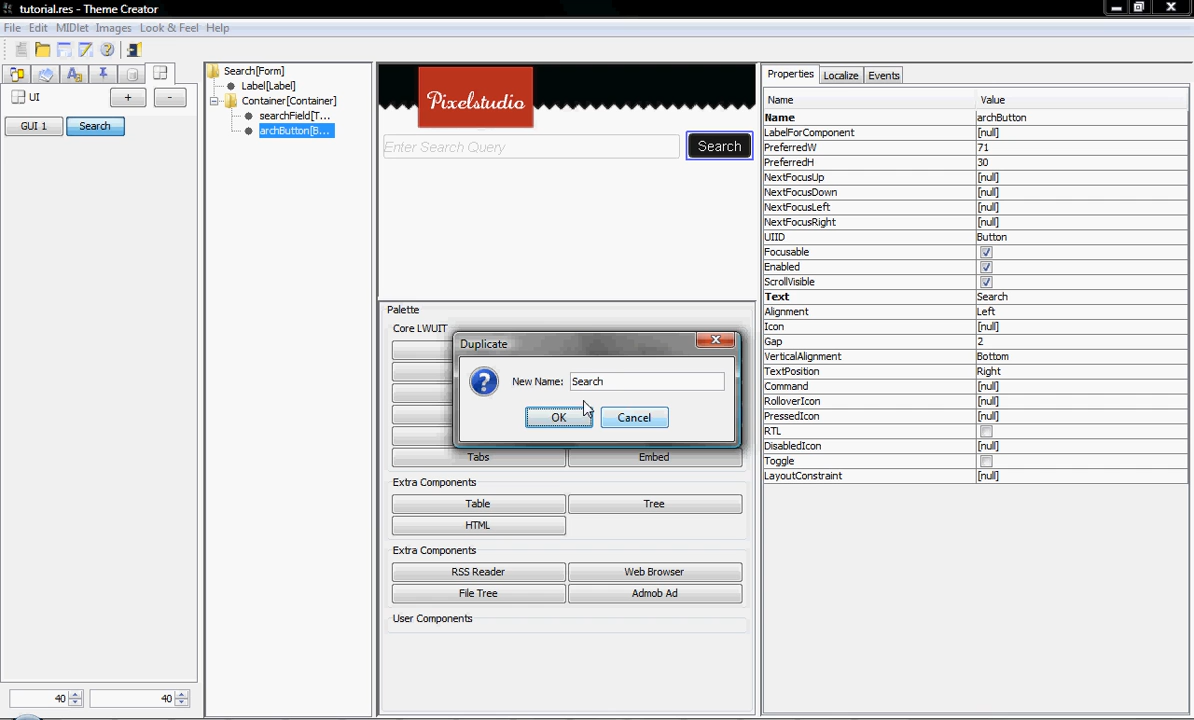 tutorial.res - Theme Creator
File Edit MIDlet Images Look & Feel Help
UI
+
-
GUI 1
Search
40
40
Search[Form]
Label[Label]
Container[Container]
searchField[T...
archButton[B...
Pixelstudio
Enter Search Query
Search
Palette
Core LWUIT
Tabs
Embed
Extra Components
Table
Tree
HTML
Extra Components
RSS Reader
Web Browser
File Tree
Admob Ad
User Components
Duplicate
New Name: Search
OK
Cancel
Properties Localize Events
Name Value
Name archButton
LabelForComponent [null]
PreferredW 71
PreferredH 30
NextFocusUp [null]
NextFocusDown [null]
NextFocusLeft [null]
NextFocusRight [null]
UIID Button
Focusable
Enabled
ScrollVisible
Text Search
Alignment Left
Icon [null]
Gap 2
VerticalAlignment Bottom
TextPosition Right
Command [null]
RolloverIcon [null]
PressedIcon [null]
RTL
DisabledIcon [null]
Toggle
LayoutConstraint [null]